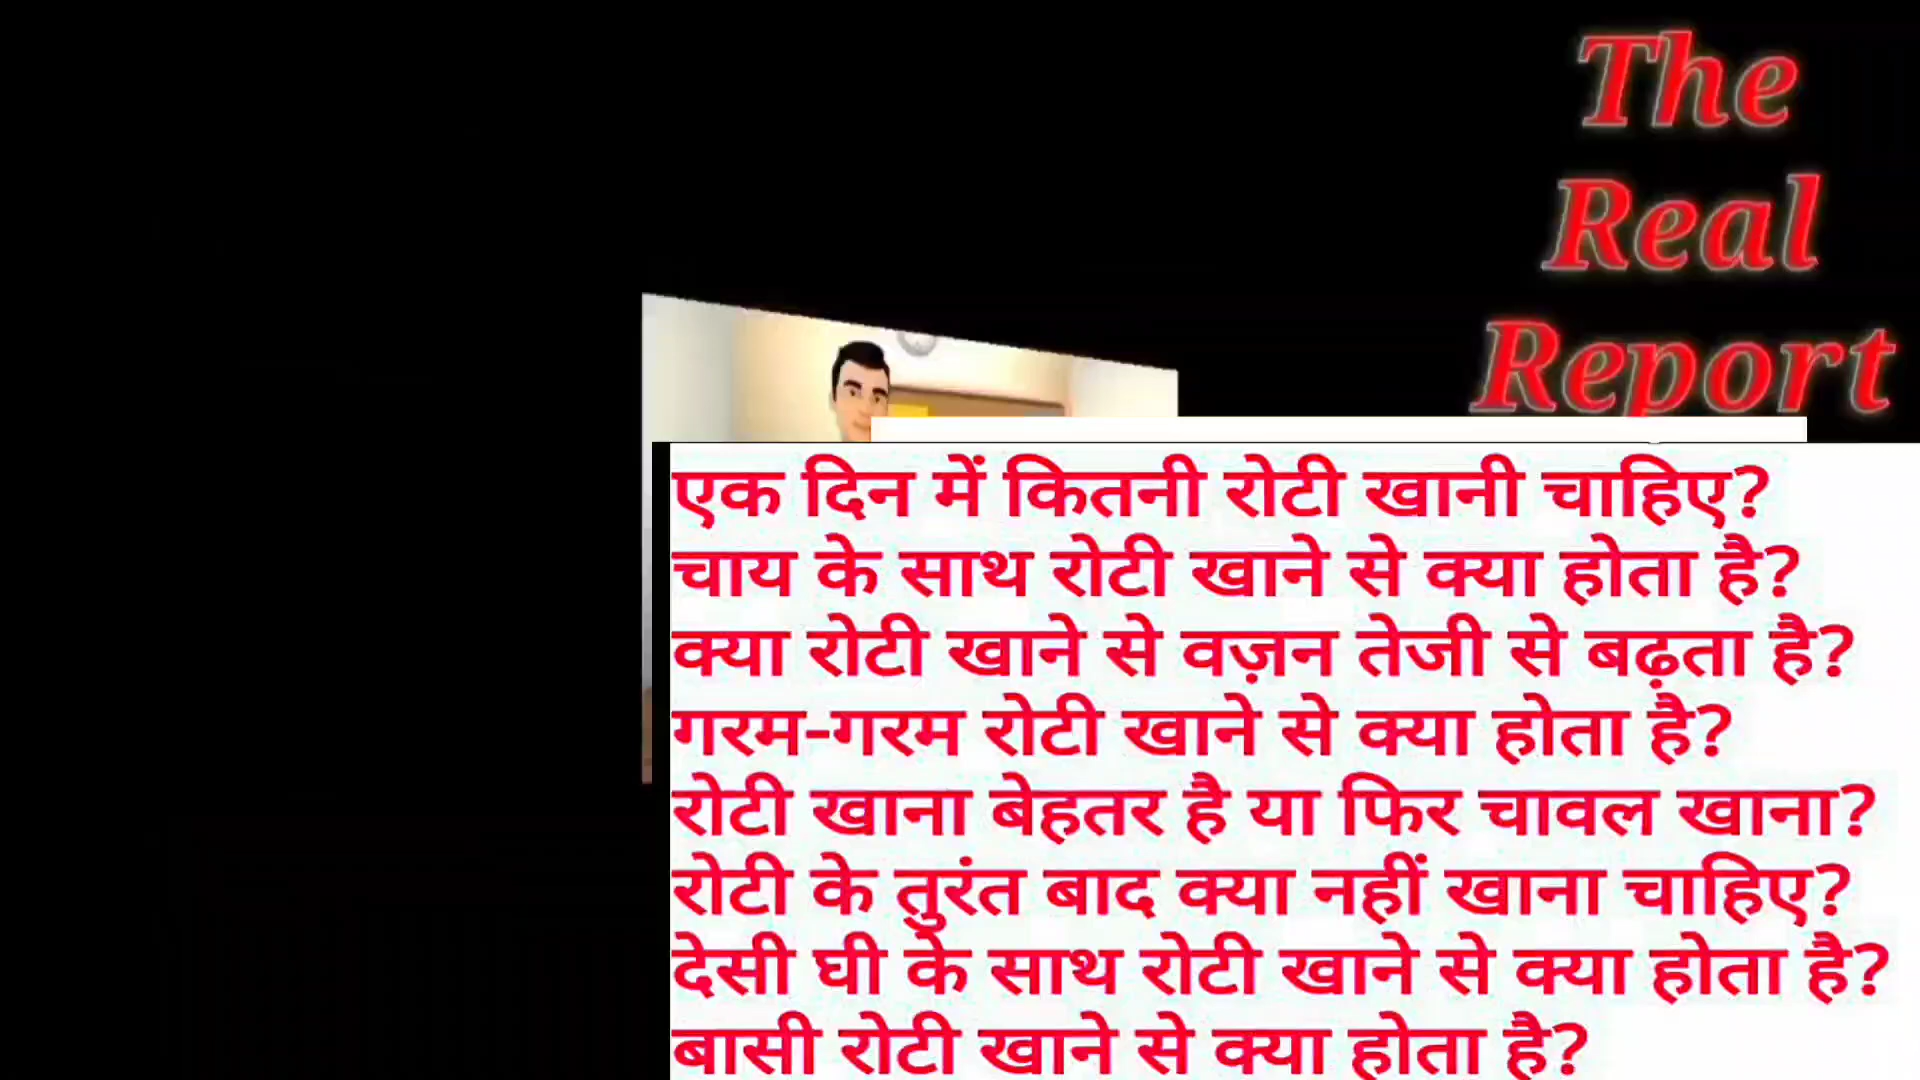 The
Real
Report
एक दिन में कितनी रोटी खानी चाहिए?
चाय के साथ रोटी खाने से क्या होता है?
क्या रोटी खाने से वज़न तेजी से बढ़ता है?
गरम-गरम रोटी खाने से क्या होता है?
रोटी खाना बेहतर है या फिर चावल खाना?
रोटी के तुरंत बाद क्या नहीं खाना चाहिए?
देसी घी के साथ रोटी खाने से क्या होता है?
बासी रोटी खाने से क्या होता है?